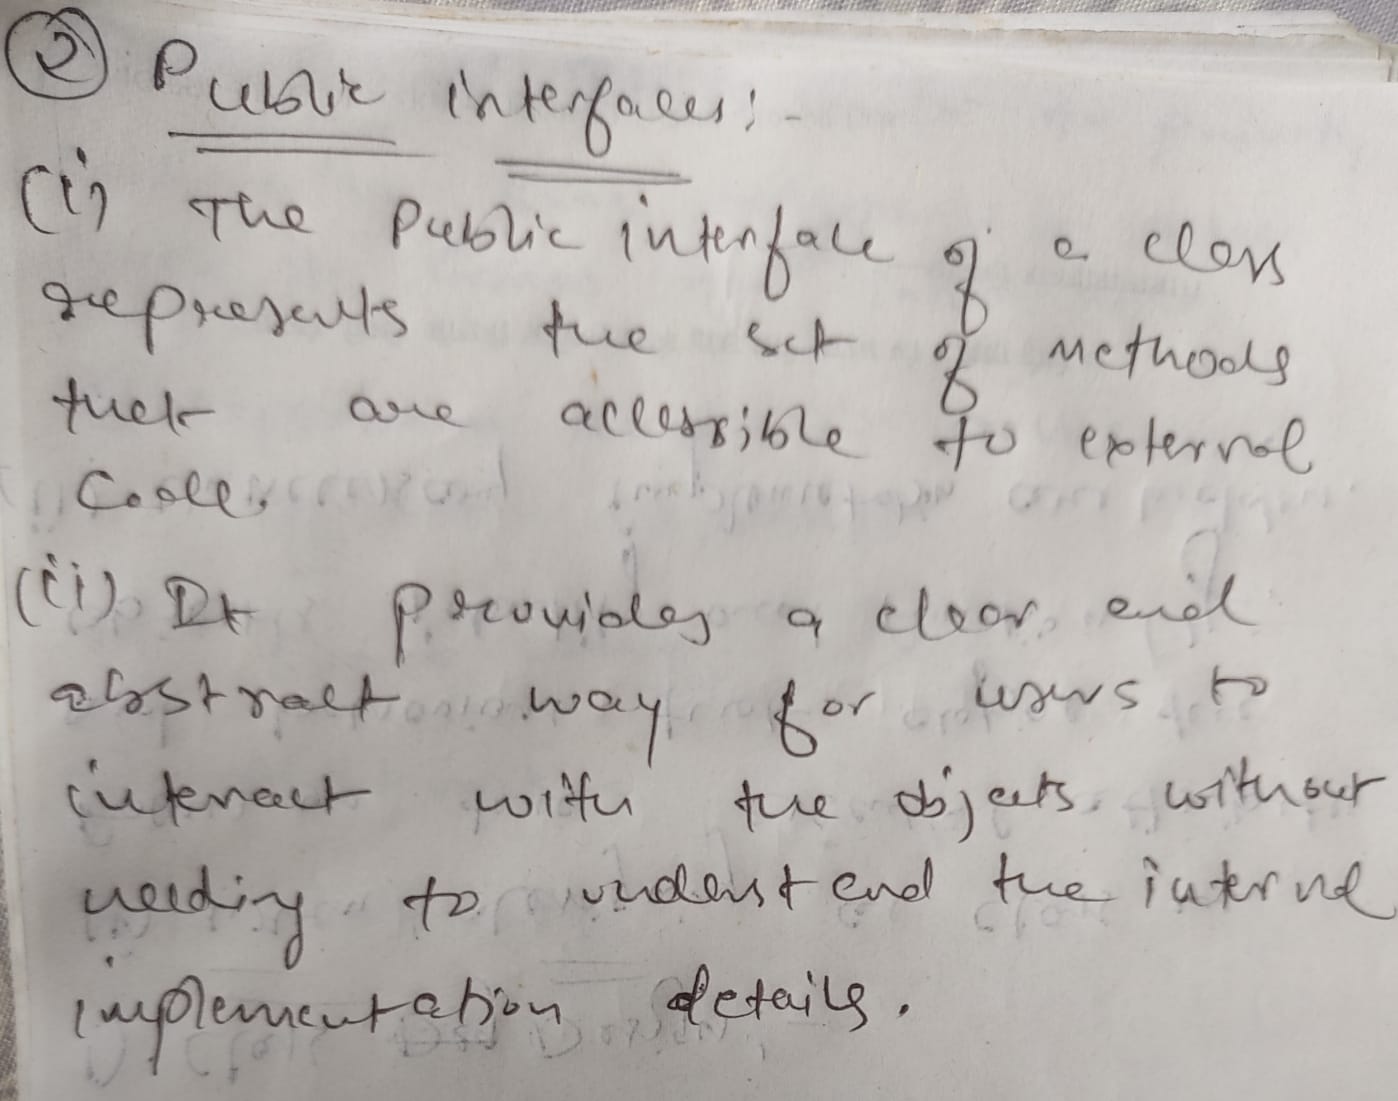 ② Public interfaces:-
(i) The Public interface of a class
represents the set of methods
that are accessible to external
Code.
(ii) It provides a clear and
abstract way for users to
interact with the objects without
needing to understand the internal
implementation details.